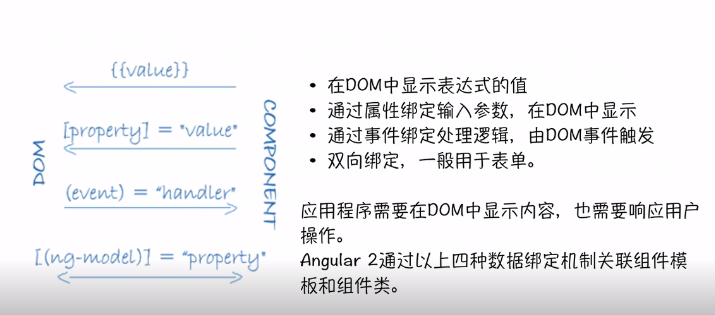 {{value}}
[property] = "value"
(event) = "handler"
[(ng-model)] = "property"
DOM
COMPONENT
• 在DOM中显示表达式的值
• 通过属性绑定输入参数，在DOM中显示
• 通过事件绑定处理逻辑，由DOM事件触发
• 双向绑定，一般用于表单。
应用程序需要在DOM中显示内容，也需要响应用户
操作。
Angular 2通过以上四种数据绑定机制关联组件模
板和组件类。